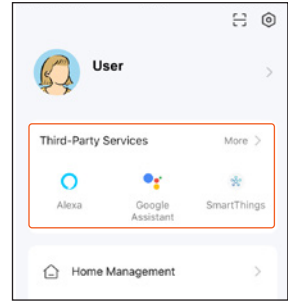 User
Third-Party Services More
Alexa Google Assistant SmartThings
Home Management